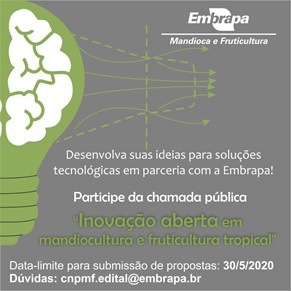 Embrapa
Mandioca e Fruticultura
Desenvolva suas ideias para soluções
tecnológicas em parceria com a Embrapa!
Participe da chamada pública
"Inovação aberta em
mandiocultura e fruticultura tropical"
Data-limite para submissão de propostas: 30/5/2020
Dúvidas: cnpmf.edital@embrapa.br